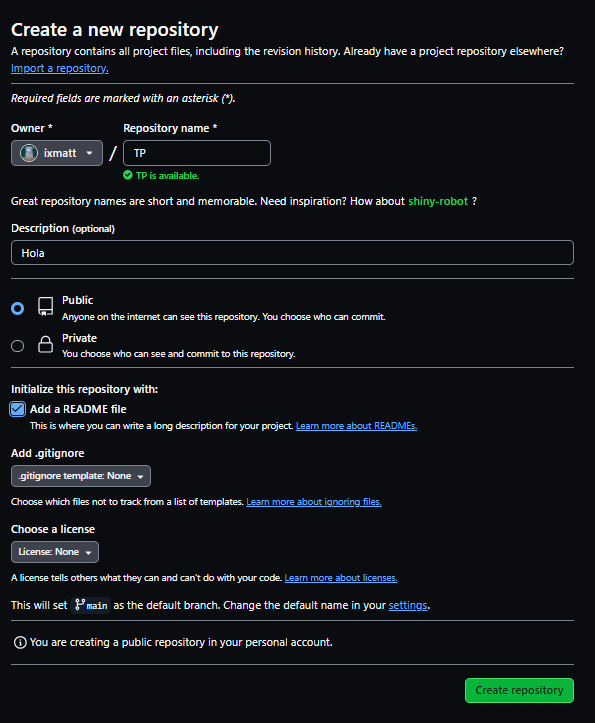 Create a new repository
A repository contains all project files, including the revision history. Already have a project repository elsewhere?
Import a repository.
Required fields are marked with an asterisk (*).
Owner *
Repository name *
ixmatt
/
TP
TP is available.
Great repository names are short and memorable. Need inspiration? How about shiny-robot ?
Description (optional)
Hola
Public
Anyone on the internet can see this repository. You choose who can commit.
Private
You choose who can see and commit to this repository.
Initialize this repository with:
Add a README file
This is where you can write a long description for your project. Learn more about READMEs.
Add .gitignore
.gitignore template: None
Choose which files not to track from a list of templates. Learn more about ignoring files.
Choose a license
License: None
A license tells others what they can and can't do with your code. Learn more about licenses.
This will set main as the default branch. Change the default name in your settings.
You are creating a public repository in your personal account.
Create repository